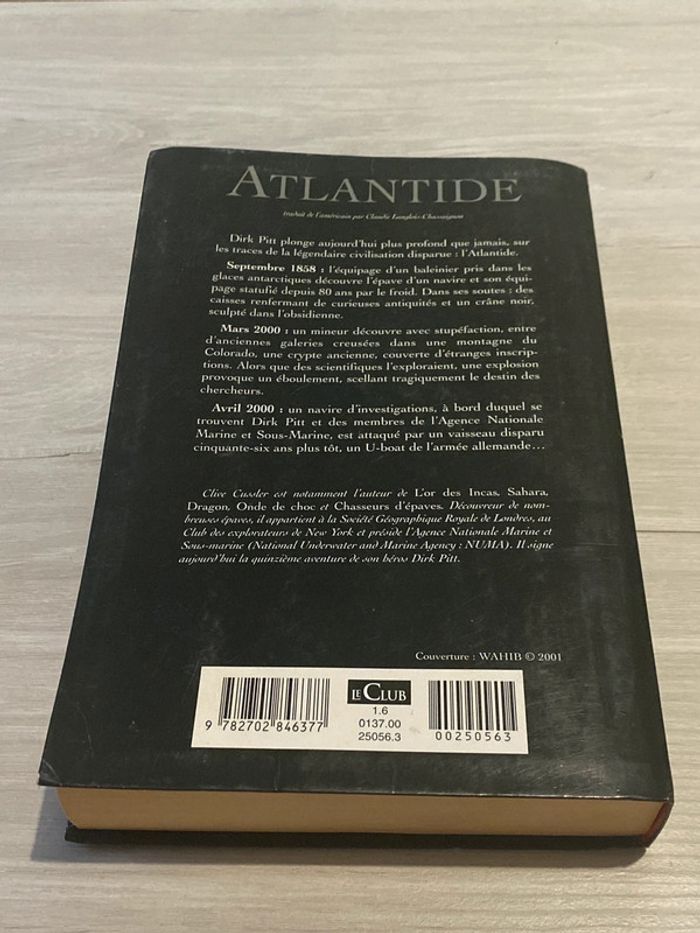 ATLANTIDE
traduit de l'américain par Claudie Langlois-Chassaignon
Dirk Pitt plonge aujourd'hui plus profond que jamais, sur
les traces de la légendaire civilisation disparue : l'Atlantide.
Septembre 1858 : l'équipage d'un baleinier pris dans les
glaces antarctiques découvre l'épave d'un navire et son équi-
page statufié depuis 80 ans par le froid. Dans ses soutes : des
caisses renfermant de curieuses antiquités et un crâne noir,
sculpté dans l'obsidienne.
Mars 2000 : un mineur découvre avec stupéfaction, entre
d'anciennes galeries creusées dans une montagne du
Colorado, une crypte ancienne, couverte d'étranges inscrip-
tions. Alors que des scientifiques l'exploraient, une explosion
provoque un éboulement, scellant tragiquement le destin des
chercheurs.
Avril 2000 : un navire d'investigations, à bord duquel se
trouvent Dirk Pitt et des membres de l'Agence Nationale
Marine et Sous-Marine, est attaqué par un vaisseau disparu
cinquante-six ans plus tôt, un U-boat de l'armée allemande…
Clive Cussler est notamment l'auteur de L'or des Incas, Sahara,
Dragon, Onde de choc et Chasseurs d'épaves. Découvreur de nom-
breuses épaves, il appartient à la Société Géographique Royale de Londres, au
Club des explorateurs de New York et préside l'Agence Nationale Marine et
Sous-marine (National Underwater and Marine Agency : NUMA). Il signe
aujourd'hui la quinzième aventure de son héros Dirk Pitt.
Couverture : WAHIB © 2001
LE CLUB
1.6
0137.00
25056.3
9 782702 846377
00250563